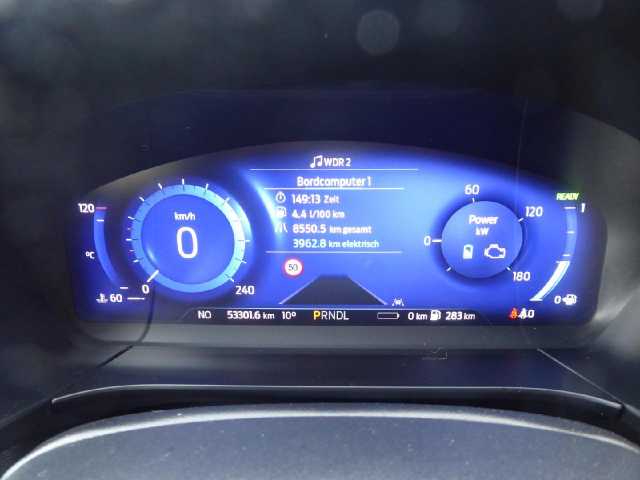 WDR 2
Bordcomputer 1
149:13 Zeit
4.4 l/100 km
8550.5 km gesamt
3962.8 km elektrisch
50
120
°C
60
km/h
0
0
240
60
120
Power
kW
0
180
READY
1
0
NO 53301.6 km 10° PRNDL 0 km 283 km